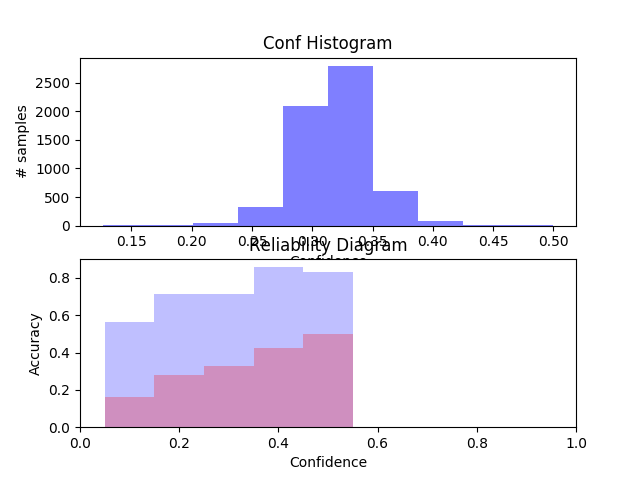 Conf Histogram
# samples
2500
2000
1500
1000
500
0
0.15 0.20 0.25 0.30 0.35 0.40 0.45 0.50
Confidence
Reliability Diagram
Accuracy
0.8
0.6
0.4
0.2
0.0
0.0 0.2 0.4 0.6 0.8 1.0
Confidence